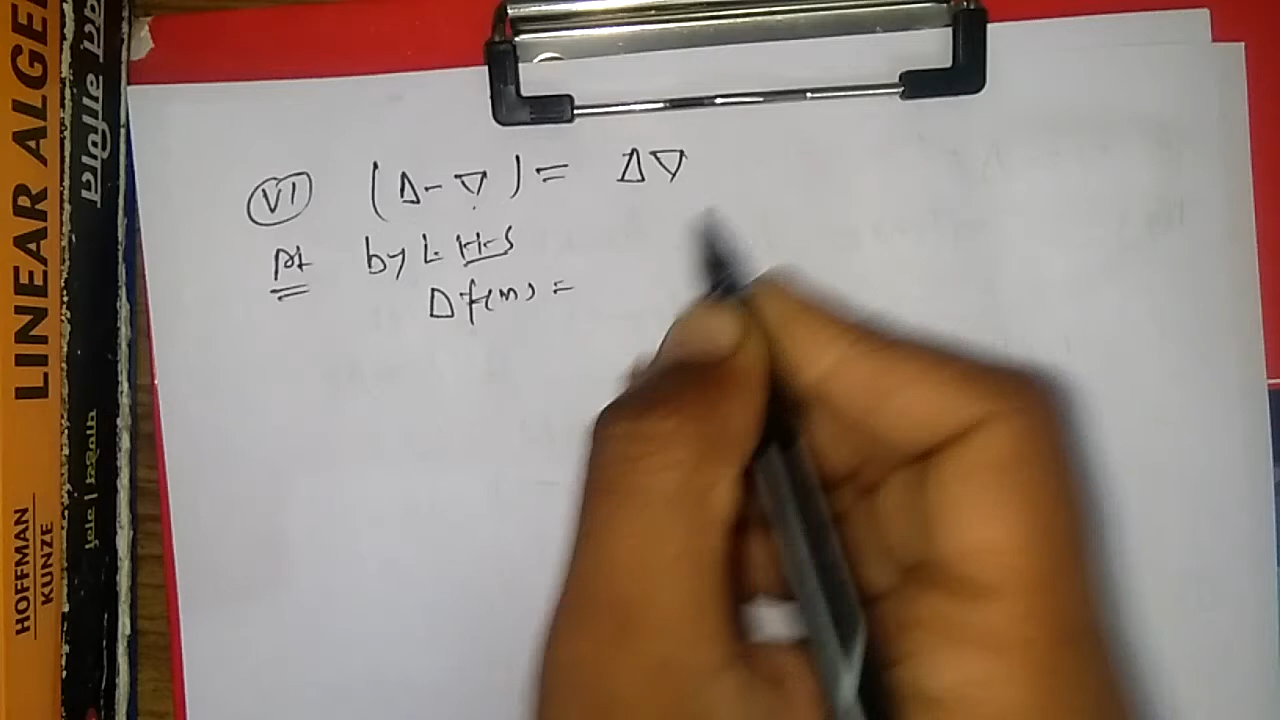 LINEAR ALGE
HOFFMAN
KUNZE
(VI) (Δ-∇) = Δ∇
Pf by L.H.S
Δf(n) =